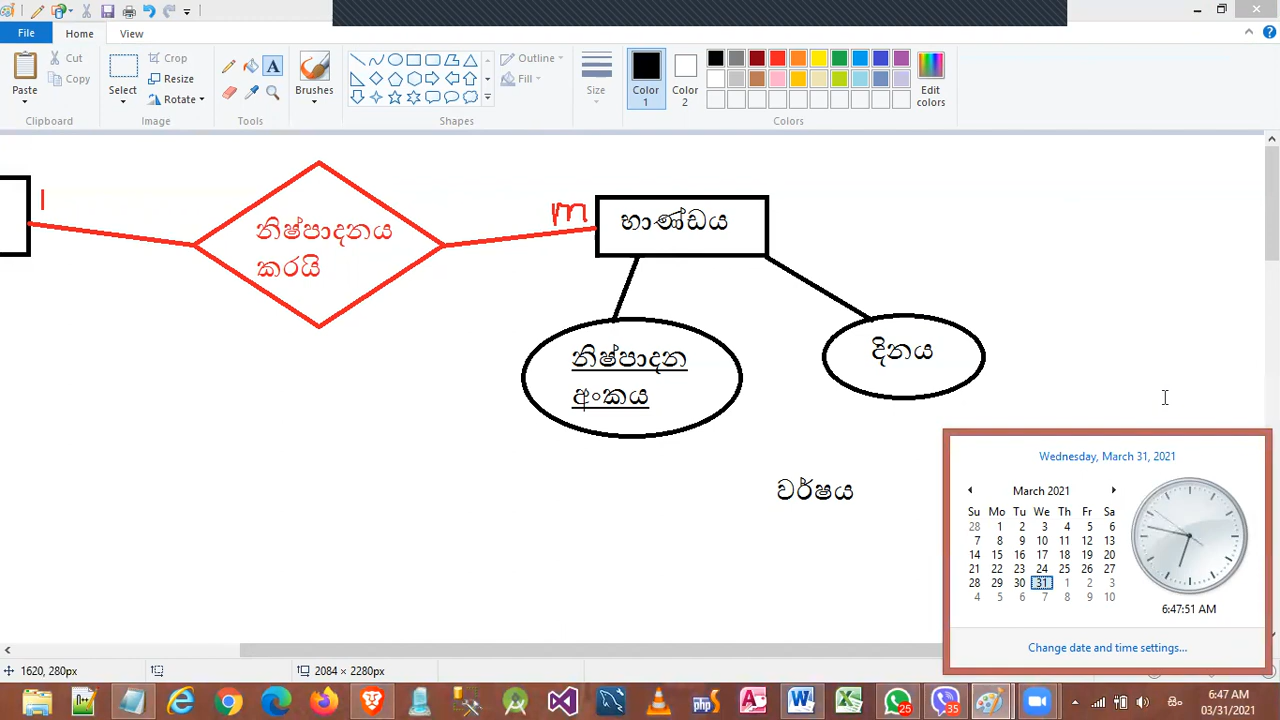 File
Home
View
Paste
Cut
Copy
Clipboard
Select
Crop
Resize
Rotate
Image
A
Tools
Brushes
Shapes
Outline
Fill
Size
Color
1
Color
2
Edit
colors
Colors
1
නිෂ්පාදනය
කරයි
m
භාණ්ඩය
නිෂ්පාදන
අංකය
දිනය
වර්ෂය
Wednesday, March 31, 2021
March 2021
Su Mo Tu We Th Fr Sa
28 1 2 3 4 5 6
7 8 9 10 11 12 13
14 15 16 17 18 19 20
21 22 23 24 25 26 27
28 29 30 31 1 2 3
4 5 6 7 8 9 10
6:47:51 AM
Change date and time settings...
1620, 280px
2084 × 2280px
php
A
W
X
25
35
6:47 AM
03/31/2021